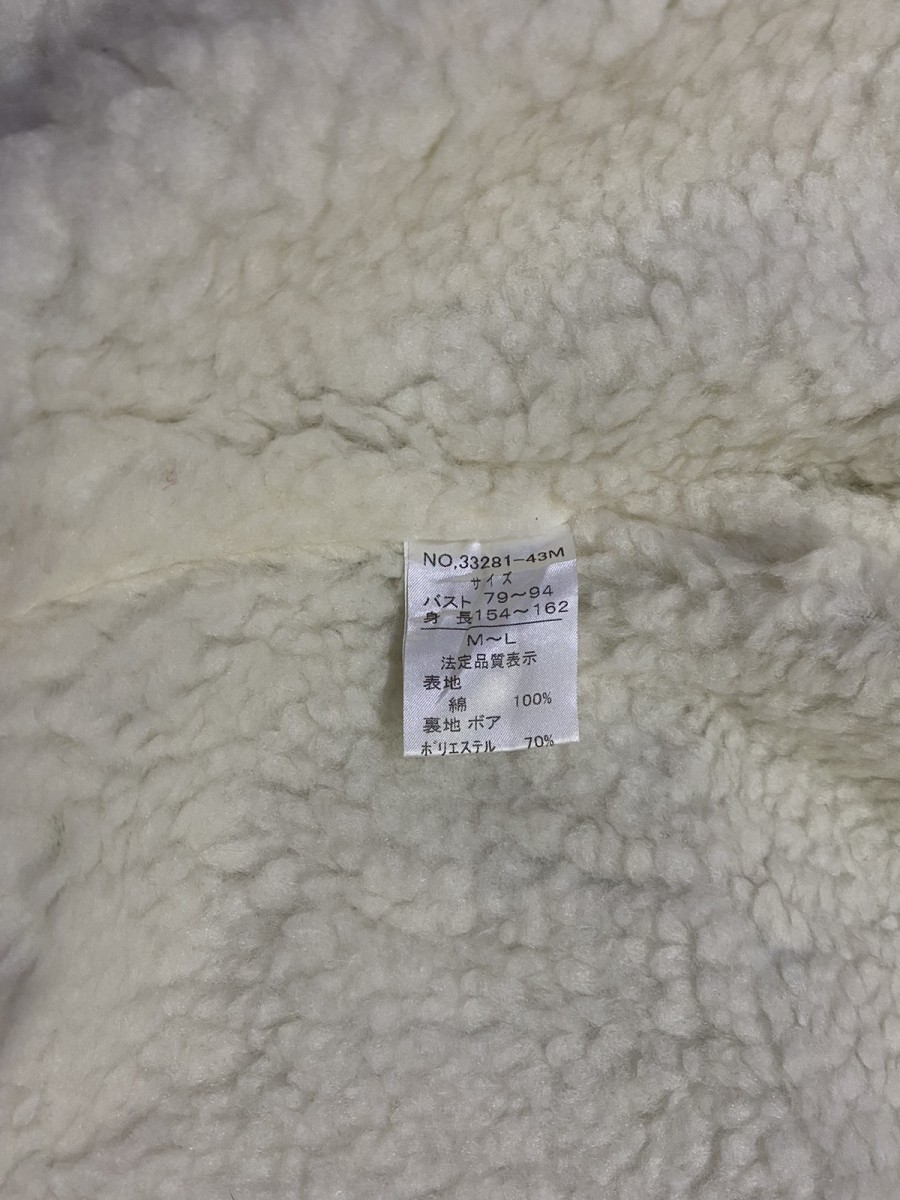 NO,33281-43M
サイズ
バスト 79～94
身 長154～162
M～L
法定品質表示
表地
綿 100%
裏地 ボア
ポリエステル 70%